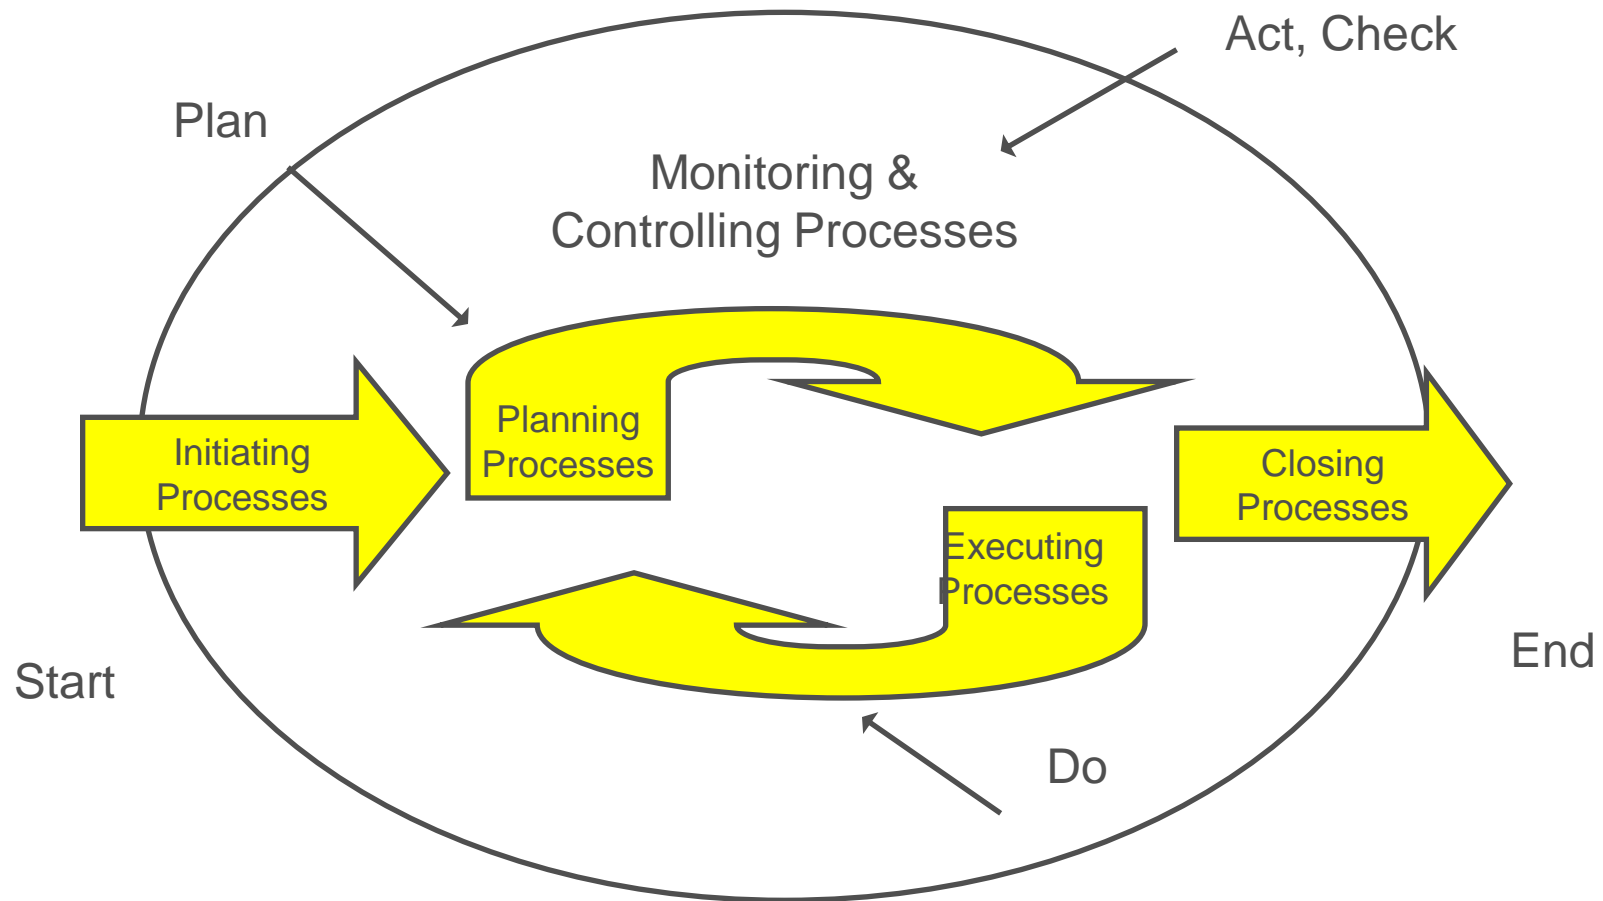 Act, Check
Plan
Monitoring &
Controlling Processes
Planning
Processes
Initiating
Processes
Closing
Processes
Executing
Processes
Start
End
Do